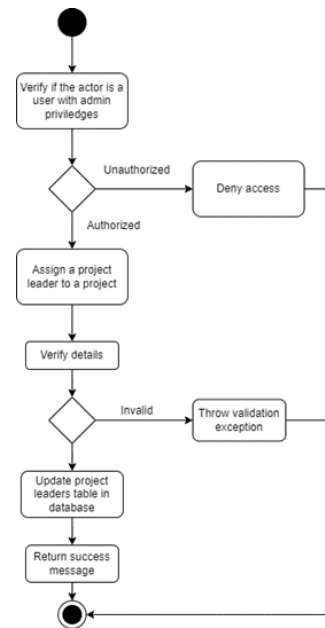 Verify if the actor is a
user with admin
priviledges
Unauthorized
Deny access
Authorized
Assign a project
leader to a project
Verify details
Invalid
Throw validation
exception
Update project
leaders table in
database
Return success
message